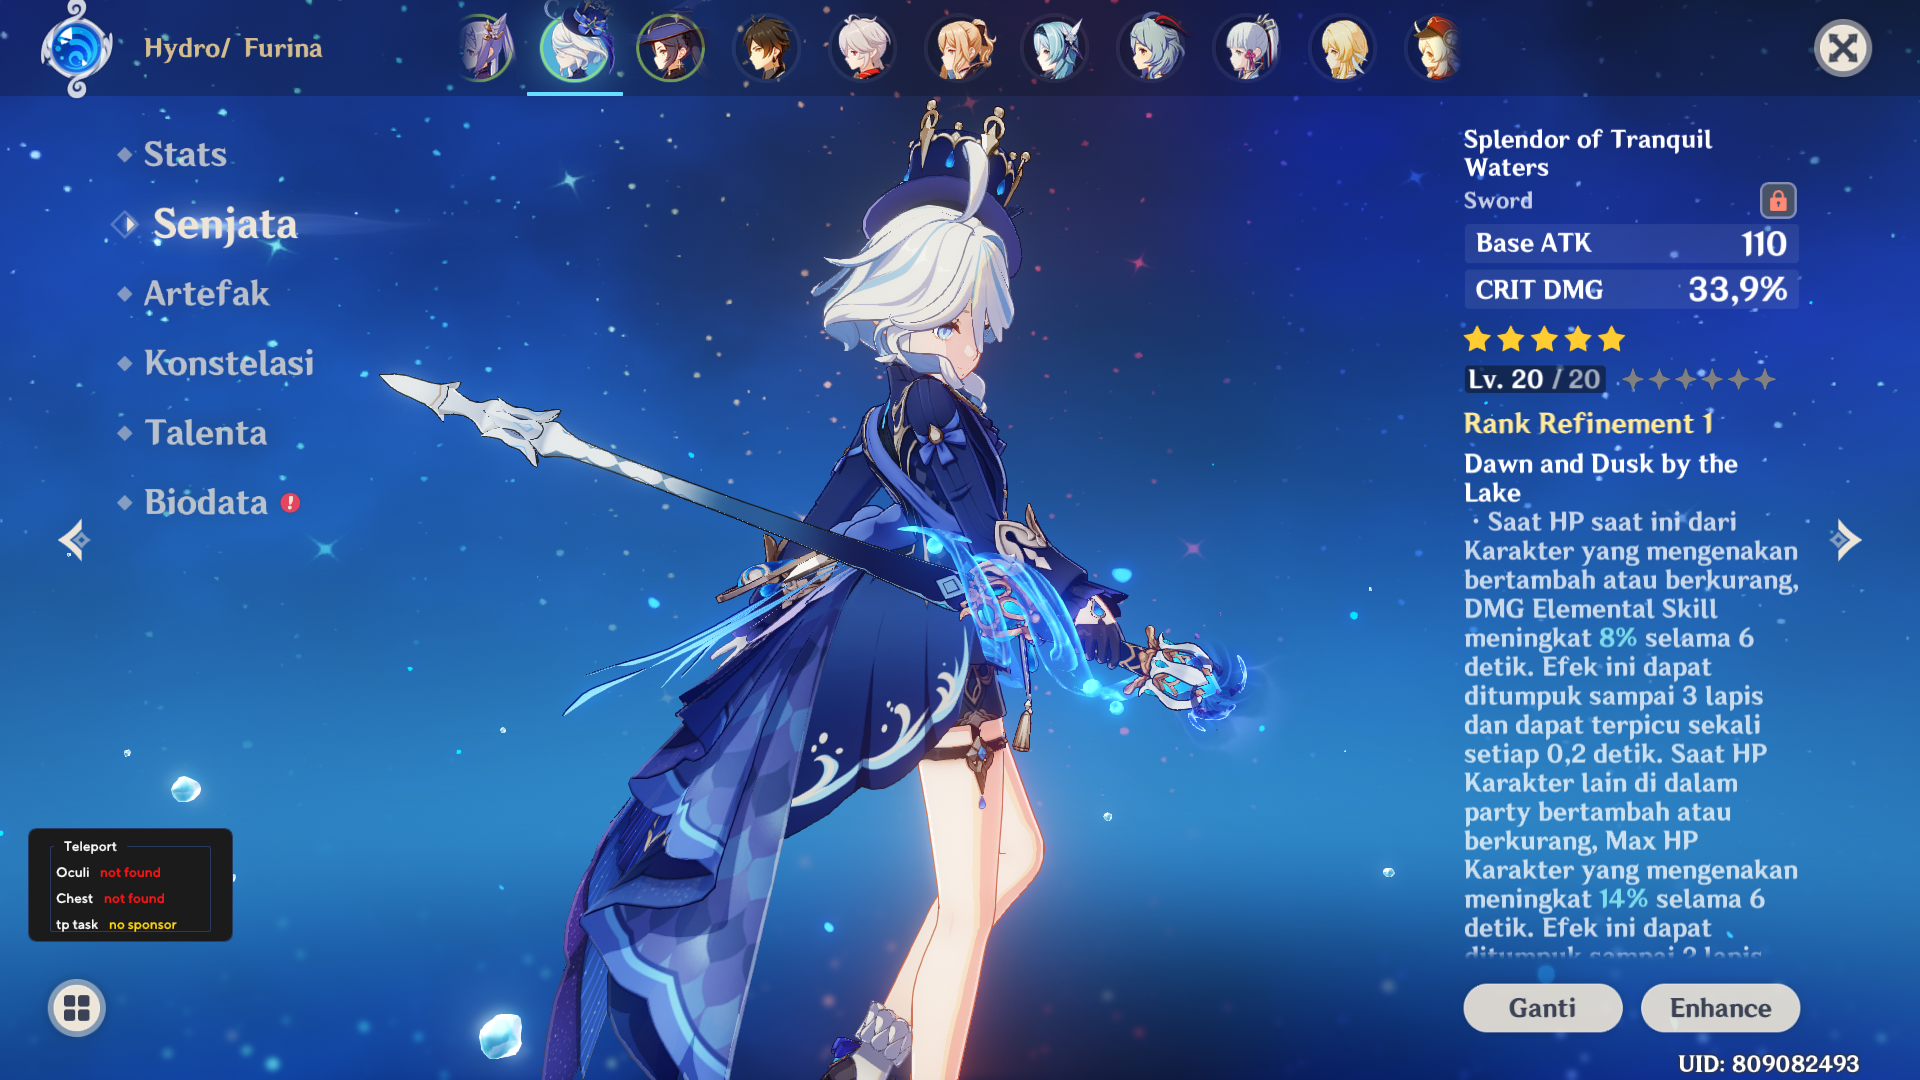 Hydro/ Furina
Stats
Senjata
Artefak
Konstelasi
Talenta
Biodata
Teleport
Oculi not found
Chest not found
tp task no sponsor
Splendor of Tranquil
Waters
Sword
Base ATK 110
CRIT DMG 33,9%
Lv. 20 / 20
Rank Refinement 1
Dawn and Dusk by the
Lake
· Saat HP saat ini dari
Karakter yang mengenakan
bertambah atau berkurang,
DMG Elemental Skill
meningkat 8% selama 6
detik. Efek ini dapat
ditumpuk sampai 3 lapis
dan dapat terpicu sekali
setiap 0,2 detik. Saat HP
Karakter lain di dalam
party bertambah atau
berkurang, Max HP
Karakter yang mengenakan
meningkat 14% selama 6
detik. Efek ini dapat
ditumpuk sampai 2 lapis
Ganti
Enhance
UID: 809082493